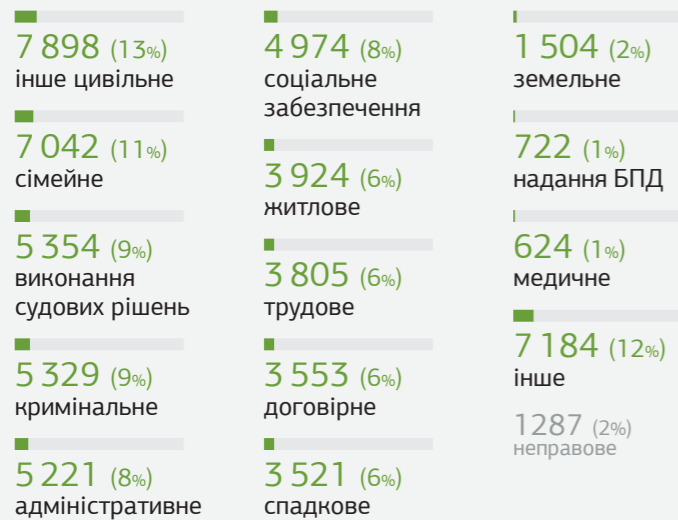 7 898 (13%)
інше цивільне
7 042 (11%)
сімейне
5 354 (9%)
виконання
судових рішень
5 329 (9%)
кримінальне
5 221 (8%)
адміністративне
4 974 (8%)
соціальне
забезпечення
3 924 (6%)
житлове
3 805 (6%)
трудове
3 553 (6%)
договірне
3 521 (6%)
спадкове
1 504 (2%)
земельне
722 (1%)
надання БПД
624 (1%)
медичне
7 184 (12%)
інше
1287 (2%)
неправове